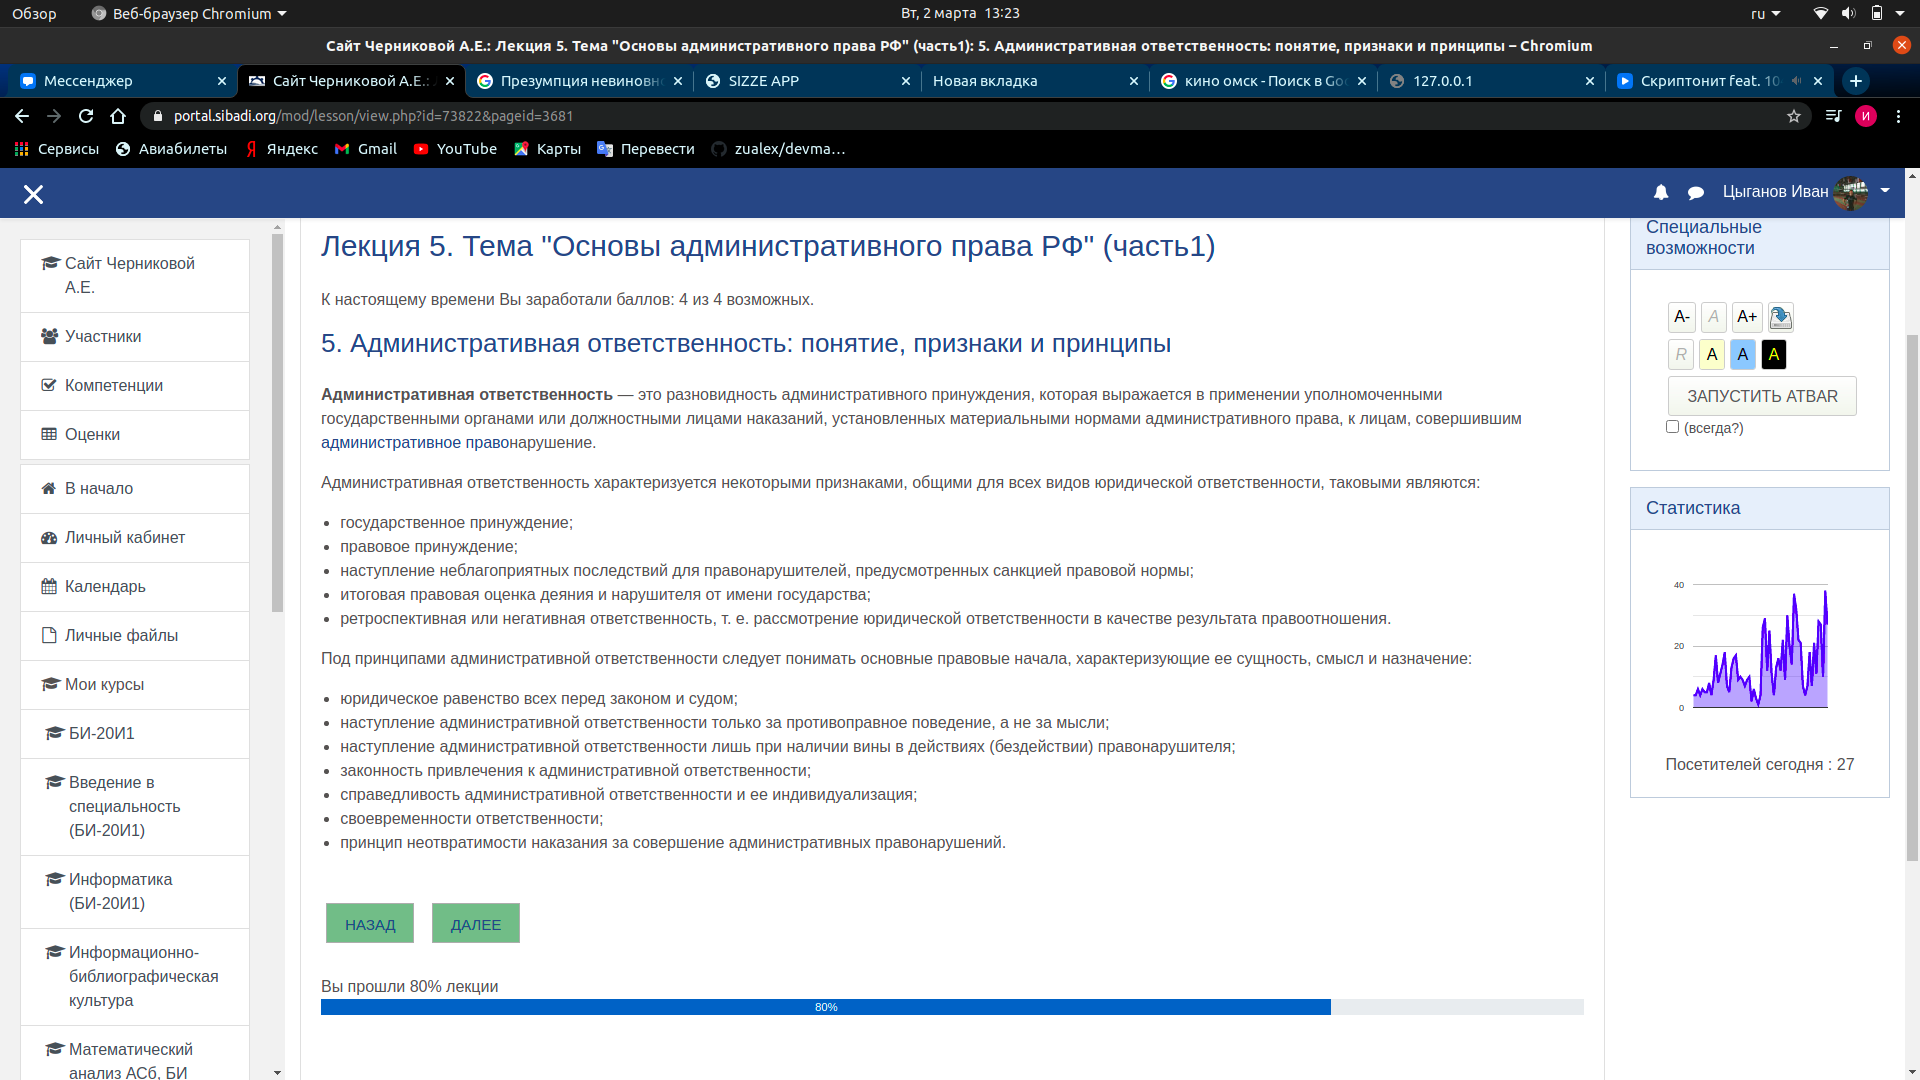 Обзор
Веб-браузер Chromium
Вт, 2 марта 13:23
ru
Сайт Черниковой А.Е.: Лекция 5. Тема "Основы административного права РФ" (часть1): 5. Административная ответственность: понятие, признаки и принципы – Chromium
Мессенджер
Сайт Черниковой А.Е.:
Презумпция невиновн
SIZZE APP
Новая вкладка
кино омск - Поиск в Go
127.0.0.1
Скриптонит feat. 10
portal.sibadi.org/mod/lesson/view.php?id=73822&pageid=3681
И
Сервисы
Авиабилеты
Яндекс
Gmail
YouTube
Карты
Перевести
zualex/devma…
Цыганов Иван
Сайт Черниковой
А.Е.
Участники
Компетенции
Оценки
В начало
Личный кабинет
Календарь
Личные файлы
Мои курсы
БИ-20И1
Введение в
специальность
(БИ-20И1)
Информатика
(БИ-20И1)
Информационно-
библиографическая
культура
Математический
анализ АСб, БИ
Лекция 5. Тема "Основы административного права РФ" (часть1)
К настоящему времени Вы заработали баллов: 4 из 4 возможных.
5. Административная ответственность: понятие, признаки и принципы
Административная ответственность — это разновидность административного принуждения, которая выражается в применении уполномоченными
государственными органами или должностными лицами наказаний, установленных материальными нормами административного права, к лицам, совершившим
административное правонарушение.
Административная ответственность характеризуется некоторыми признаками, общими для всех видов юридической ответственности, таковыми являются:
• государственное принуждение;
• правовое принуждение;
• наступление неблагоприятных последствий для правонарушителей, предусмотренных санкцией правовой нормы;
• итоговая правовая оценка деяния и нарушителя от имени государства;
• ретроспективная или негативная ответственность, т. е. рассмотрение юридической ответственности в качестве результата правоотношения.
Под принципами административной ответственности следует понимать основные правовые начала, характеризующие ее сущность, смысл и назначение:
• юридическое равенство всех перед законом и судом;
• наступление административной ответственности только за противоправное поведение, а не за мысли;
• наступление административной ответственности лишь при наличии вины в действиях (бездействии) правонарушителя;
• законность привлечения к административной ответственности;
• справедливость административной ответственности и ее индивидуализация;
• своевременности ответственности;
• принцип неотвратимости наказания за совершение административных правонарушений.
НАЗАД
ДАЛЕЕ
Вы прошли 80% лекции
80%
Специальные
возможности
A- A A+
R A A A
ЗАПУСТИТЬ ATBAR
(всегда?)
Статистика
40
20
0
Посетителей сегодня : 27